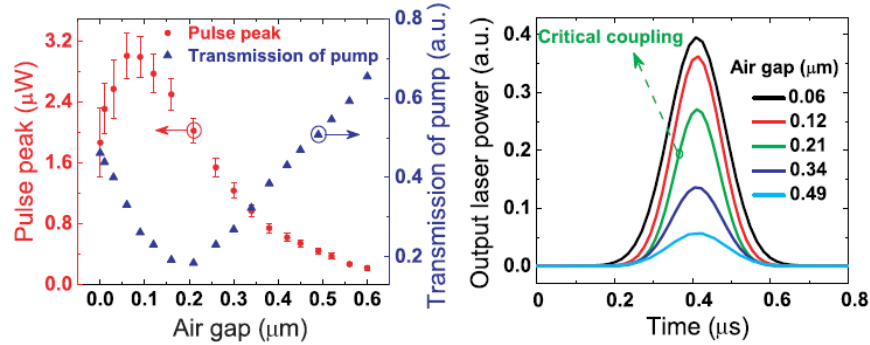 Pulse peak
Transmission of pump
Pulse peak (μW)
3.2
2.4
1.6
0.8
0.0
Transmission of pump (a.u.)
0.8
0.6
0.4
0.2
0.0 0.1 0.2 0.3 0.4 0.5 0.6
Air gap (μm)
Critical coupling
Air gap (μm)
0.06
0.12
0.21
0.34
0.49
Output laser power (a.u.)
0.4
0.3
0.2
0.1
0.0
0 0.2 0.4 0.6 0.8
Time (μs)